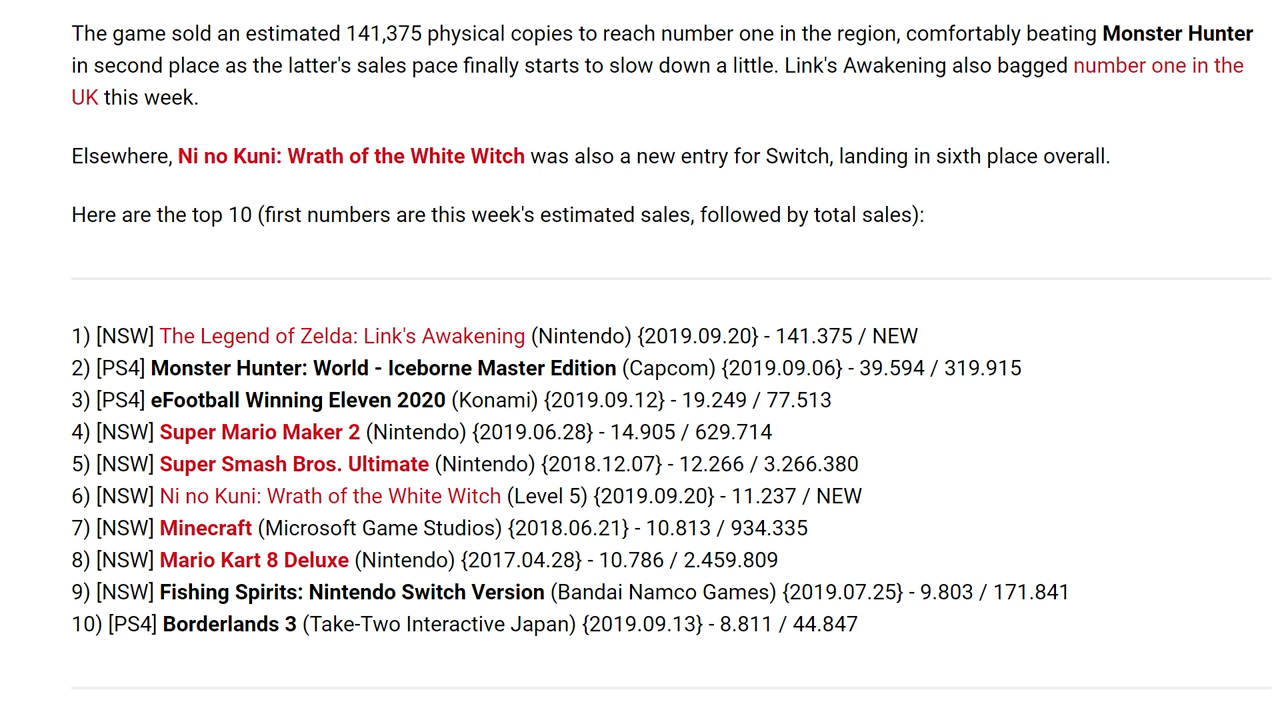 The game sold an estimated 141,375 physical copies to reach number one in the region, comfortably beating Monster Hunter
in second place as the latter's sales pace finally starts to slow down a little. Link's Awakening also bagged number one in the
UK this week.
Elsewhere, Ni no Kuni: Wrath of the White Witch was also a new entry for Switch, landing in sixth place overall.
Here are the top 10 (first numbers are this week's estimated sales, followed by total sales):
1) [NSW] The Legend of Zelda: Link's Awakening (Nintendo) {2019.09.20} - 141.375 / NEW
2) [PS4] Monster Hunter: World - Iceborne Master Edition (Capcom) {2019.09.06} - 39.594 / 319.915
3) [PS4] eFootball Winning Eleven 2020 (Konami) {2019.09.12} - 19.249 / 77.513
4) [NSW] Super Mario Maker 2 (Nintendo) {2019.06.28} - 14.905 / 629.714
5) [NSW] Super Smash Bros. Ultimate (Nintendo) {2018.12.07} - 12.266 / 3.266.380
6) [NSW] Ni no Kuni: Wrath of the White Witch (Level 5) {2019.09.20} - 11.237 / NEW
7) [NSW] Minecraft (Microsoft Game Studios) {2018.06.21} - 10.813 / 934.335
8) [NSW] Mario Kart 8 Deluxe (Nintendo) {2017.04.28} - 10.786 / 2.459.809
9) [NSW] Fishing Spirits: Nintendo Switch Version (Bandai Namco Games) {2019.07.25} - 9.803 / 171.841
10) [PS4] Borderlands 3 (Take-Two Interactive Japan) {2019.09.13} - 8.811 / 44.847